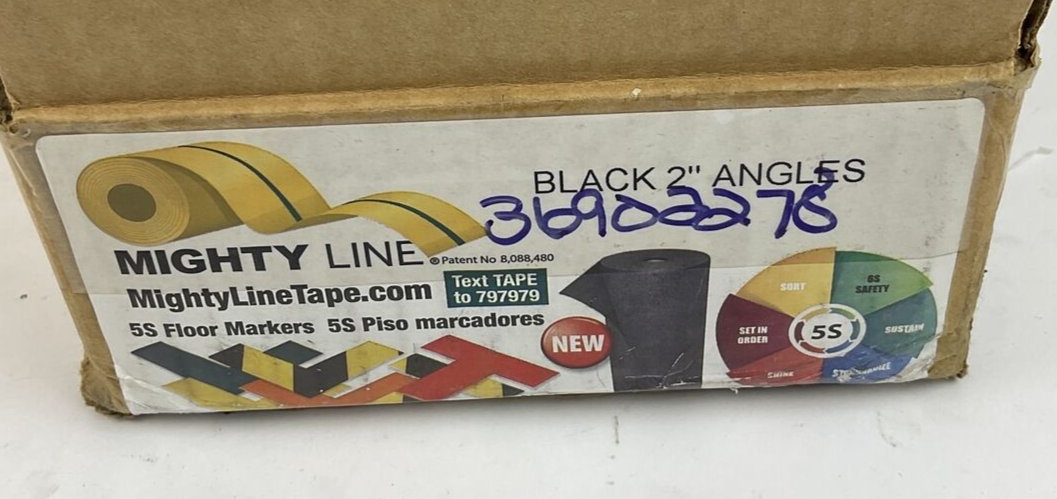 BLACK 2" ANGLES
36902278
MIGHTY LINE ® Patent No 8,088,480
MightyLineTape.com
Text TAPE
to 797979
5S Floor Markers 5S Piso marcadores
NEW
SORT
6S
SAFETY
SET IN
ORDER
5S
SUSTAIN
SHINE